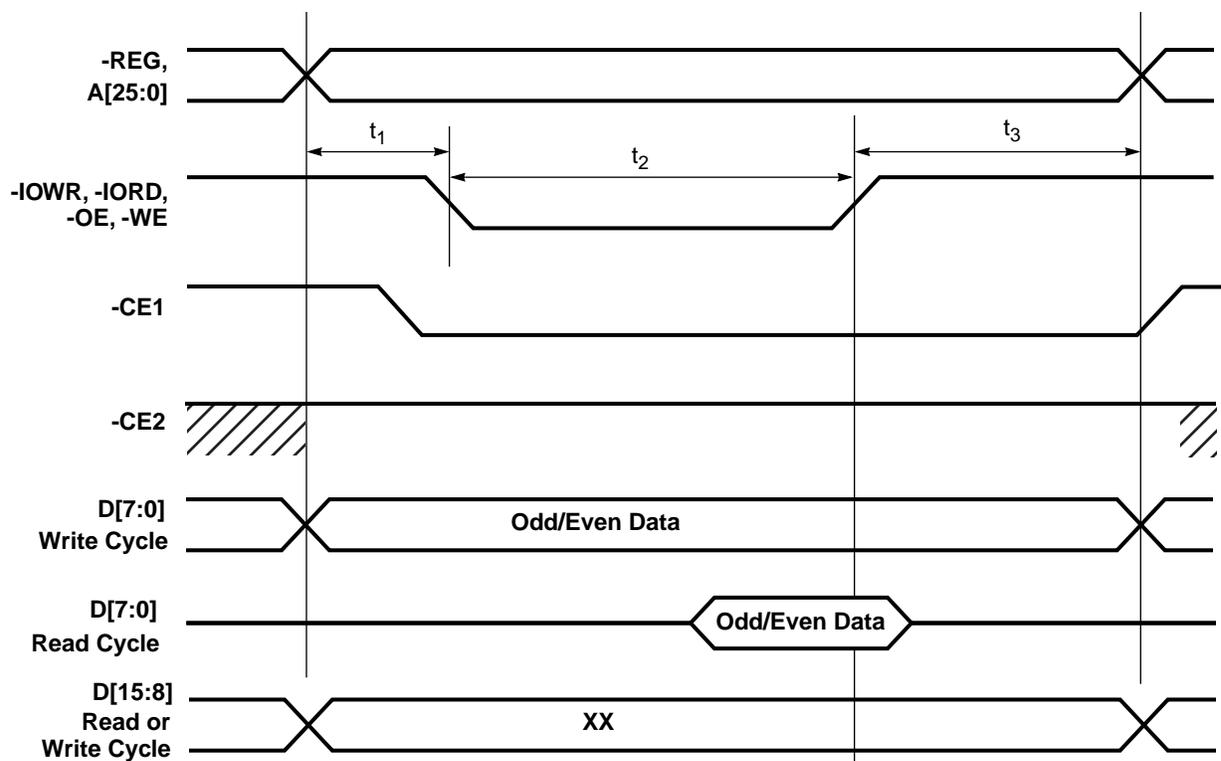 -REG,
A[25:0]
t1
t2
t3
-IOWR, -IORD,
-OE, -WE
-CE1
-CE2
D[7:0]
Write Cycle
Odd/Even Data
D[7:0]
Read Cycle
Odd/Even Data
D[15:8]
Read or
Write Cycle
XX